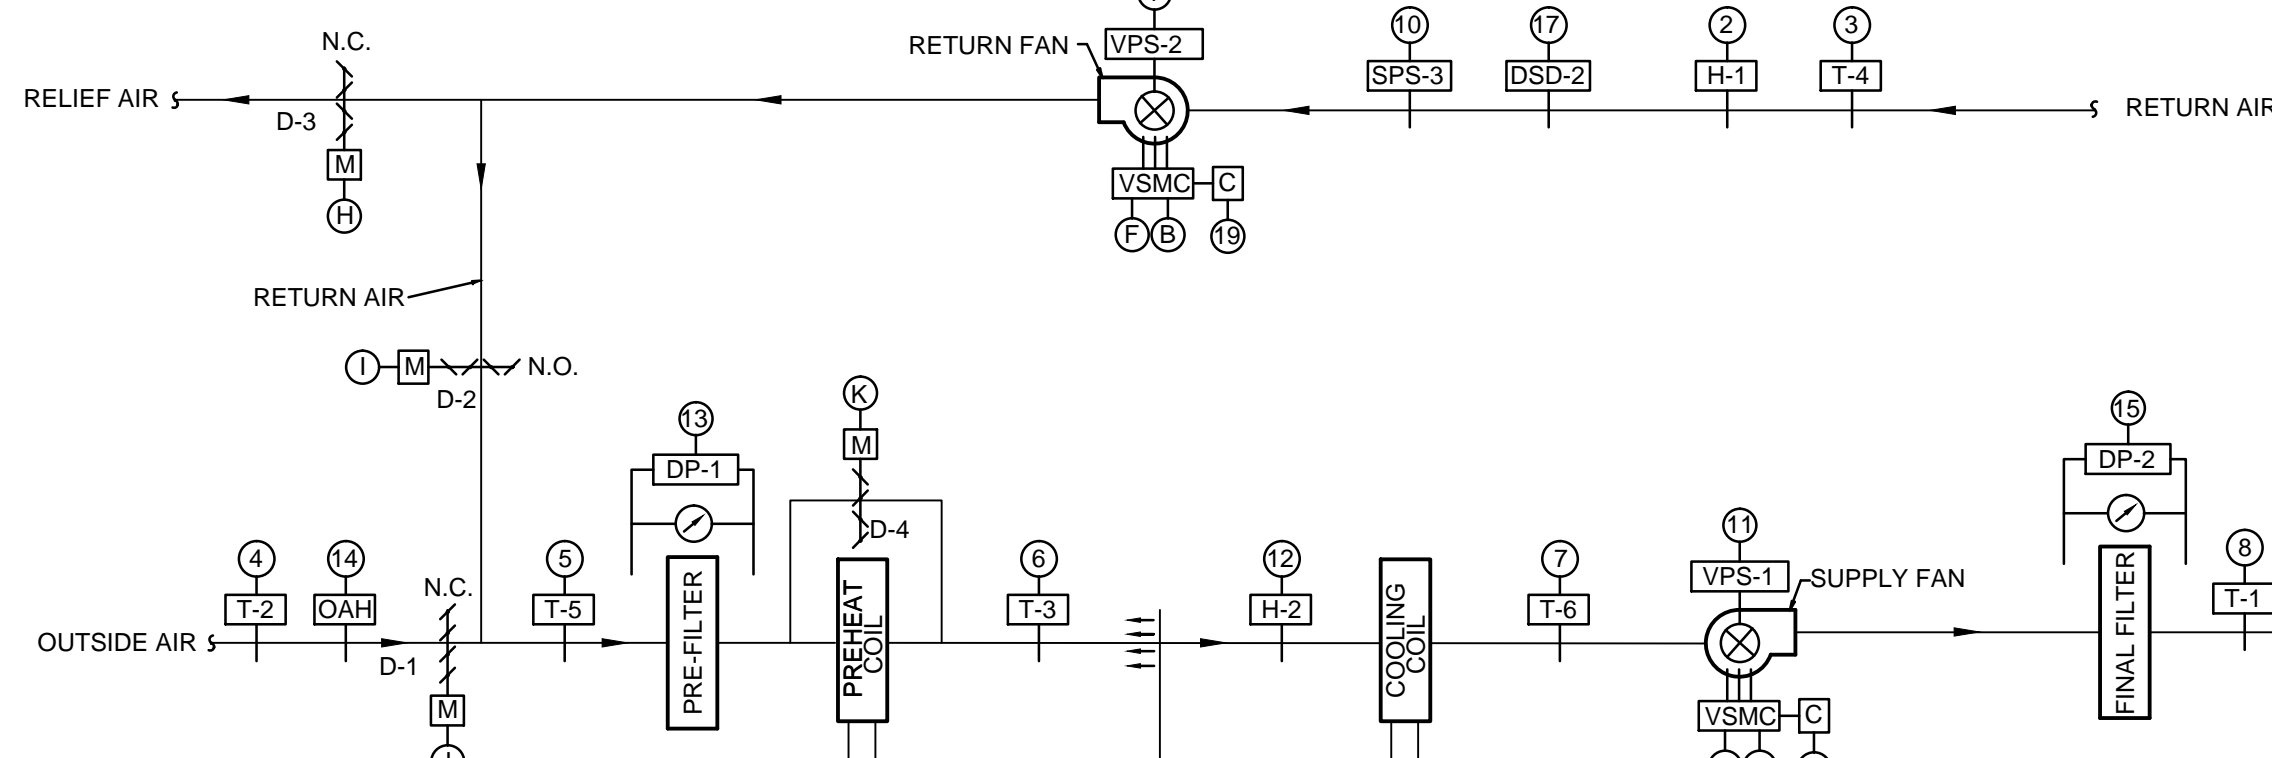 10
17
2
3
N.C.
RETURN FAN
VPS-2
SPS-3
DSD-2
H-1
T-4
RELIEF AIR
D-3
RETURN AIR
M
VSMC
C
H
F
B
19
RETURN AIR
I
M
N.O.
D-2
K
13
15
M
DP-1
DP-2
D-4
4
14
5
6
12
7
11
8
N.C.
T-2
OAH
T-5
T-3
H-2
T-6
VPS-1
SUPPLY FAN
T-1
OUTSIDE AIR
D-1
PRE-FILTER
PREHEAT
COIL
COOLING
COIL
FINAL FILTER
M
VSMC
C